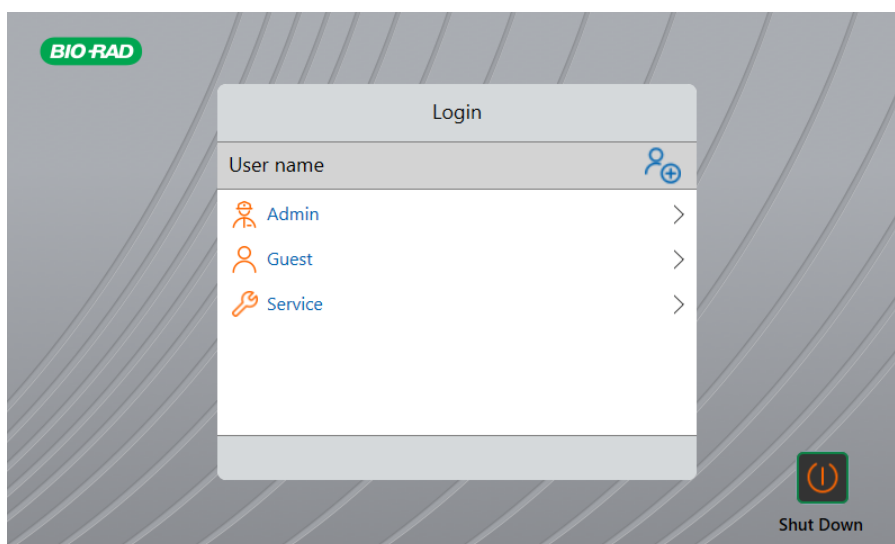 BIO-RAD
Login
User name
Admin
Guest
Service
Shut Down